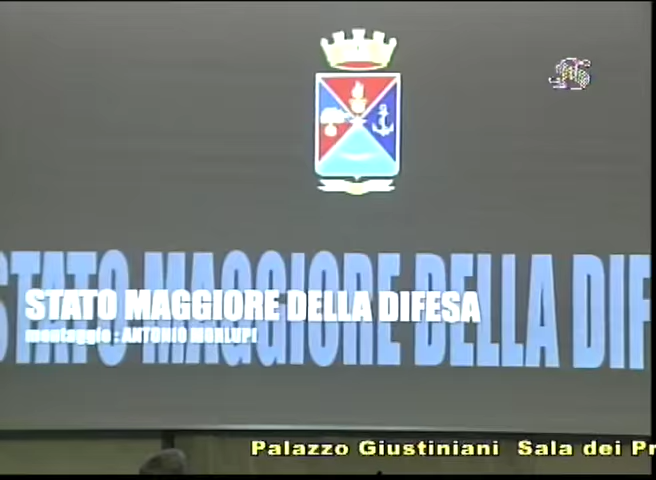 STATO MAGGIORE DELLA DIF
STATO MAGGIORE DELLA DIFESA
montaggio : ANTONIO MORLUPI
Palazzo Giustiniani Sala dei Pr